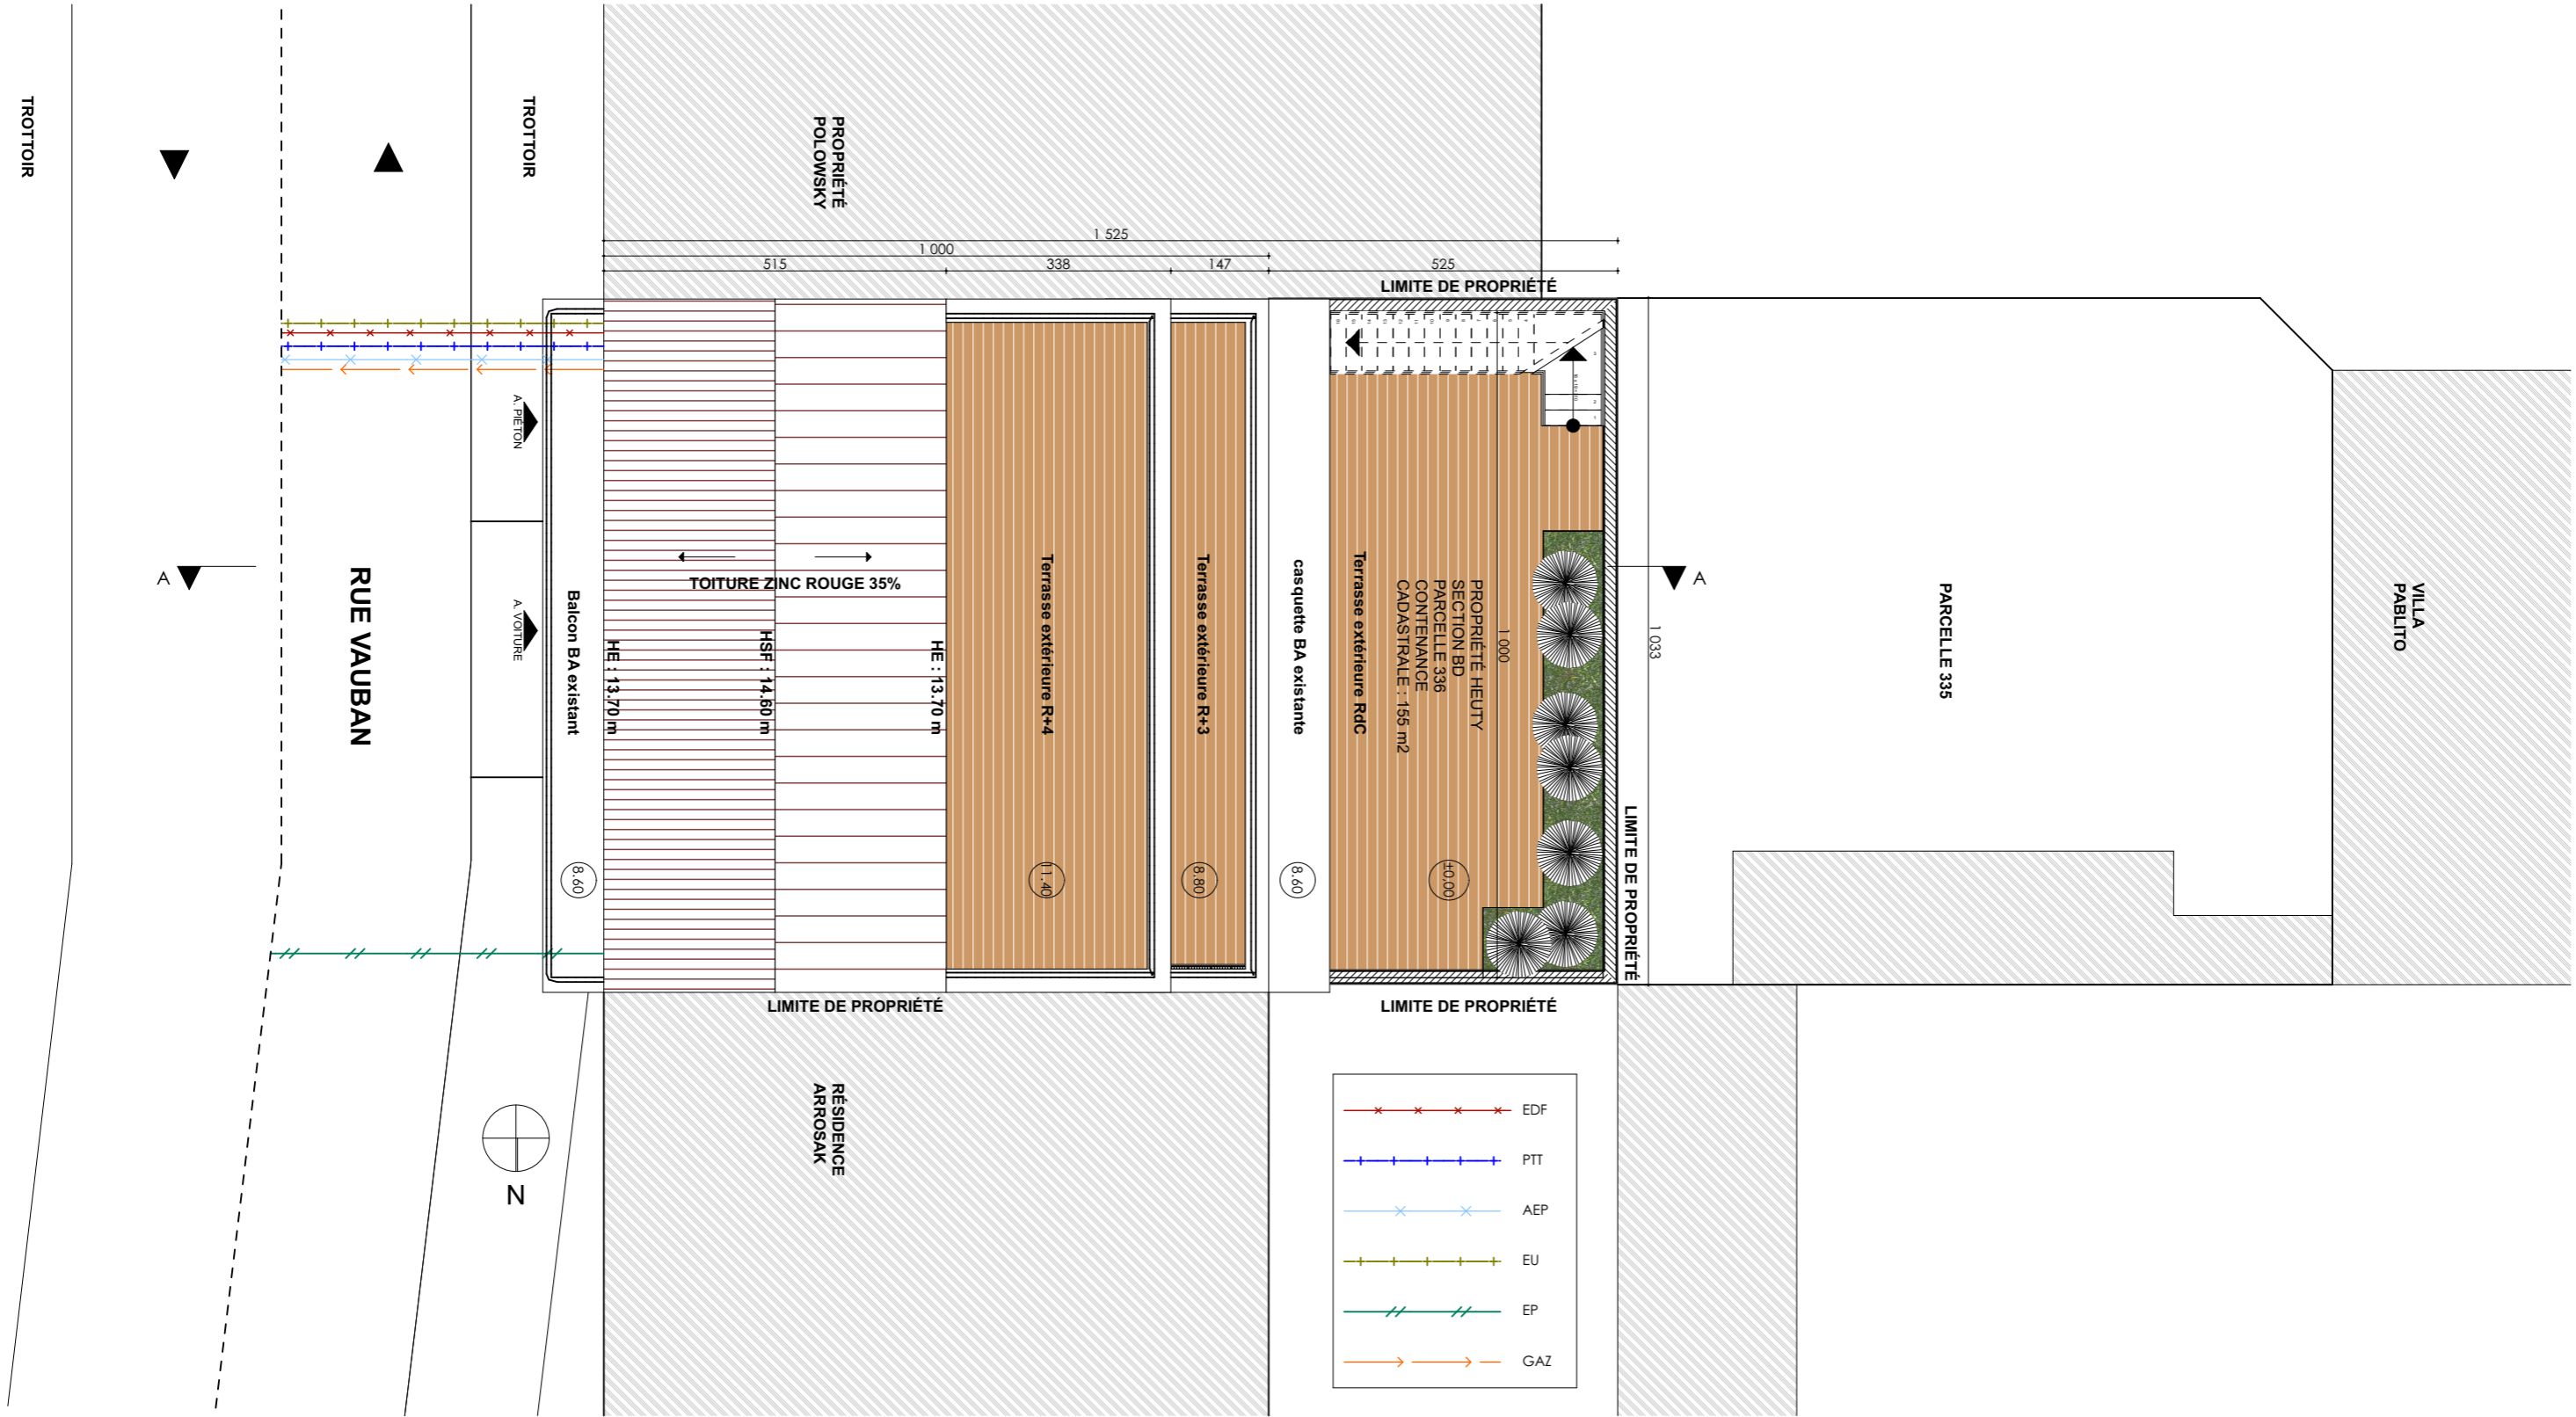 TROTTOIR
TROTTOIR
PROPRIÉTÉ
POLOWSKY
1 525
1 000
515
338
147
525
LIMITE DE PROPRIÉTÉ
A. PIÉTON
A. VOITURE
A
RUE VAUBAN
Balcon BA existant
8.60
HE : 13.70 m
TOITURE ZINC ROUGE 35%
HSF : 14.60 m
HE : 13.70 m
Terrasse extérieure R+4
11.40
Terrasse extérieure R+3
8.80
casquette BA existante
8.60
Terrasse extérieure RdC
PROPRIÉTÉ HEUTY
SECTION BD
PARCELLE 336
CONTENANCE
CADASTRALE : 155 m2
±0,00
1 000
1 033
A
LIMITE DE PROPRIÉTÉ
PARCELLE 335
VILLA
PABLITO
LIMITE DE PROPRIÉTÉ
LIMITE DE PROPRIÉTÉ
RÉSIDENCE
ARROSAK
N
EDF
PTT
AEP
EU
EP
GAZ